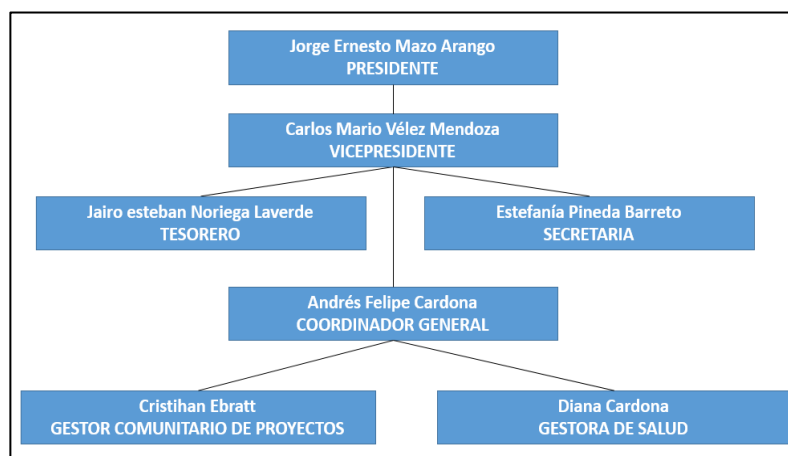 Jorge Ernesto Mazo Arango
PRESIDENTE
Carlos Mario Vélez Mendoza
VICEPRESIDENTE
Jairo esteban Noriega Laverde
TESORERO
Estefanía Pineda Barreto
SECRETARIA
Andrés Felipe Cardona
COORDINADOR GENERAL
Cristihan Ebratt
GESTOR COMUNITARIO DE PROYECTOS
Diana Cardona
GESTORA DE SALUD